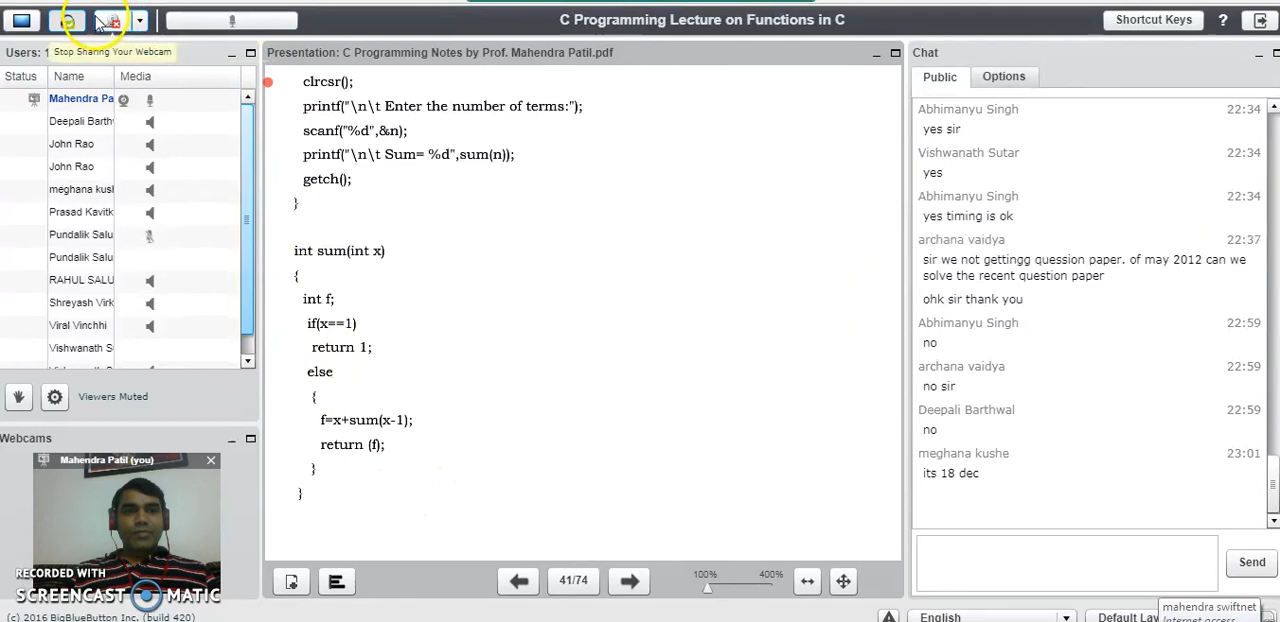 C Programming Lecture on Functions in C
Shortcut Keys
?
Users: 1
Stop Sharing Your Webcam
Status Name Media
Mahendra Pa
Deepali Barthw
John Rao
John Rao
meghana kush
Prasad Kavitk
Pundalik Salu
Pundalik Salu
RAHUL SALU
Shreyash Virk
Viral Vinchhi
Vishwanath S
Viewers Muted
Webcams
Mahendra Patil (you)
RECORDED WITH
SCREENCAST MATIC
(c) 2016 BigBlueButton Inc. (build 420)
Presentation: C Programming Notes by Prof. Mahendra Patil.pdf
clrcsr();
printf("\n\t Enter the number of terms:");
scanf("%d",&n);
printf("\n\t Sum= %d",sum(n));
getch();
}
int sum(int x)
{
int f;
if(x==1)
return 1;
else
{
f=x+sum(x-1);
return (f);
}
}
41/74
100% 400%
Chat
Public Options
Abhimanyu Singh 22:34
yes sir
Vishwanath Sutar 22:34
yes
Abhimanyu Singh 22:34
yes timing is ok
archana vaidya 22:37
sir we not gettingg quession paper. of may 2012 can we
solve the recent question paper
ohk sir thank you
Abhimanyu Singh 22:59
no
archana vaidya 22:59
no sir
Deepali Barthwal 22:59
no
meghana kushe 23:01
its 18 dec
Send
English
Default Lay
mahendra swiftnet
Internet access